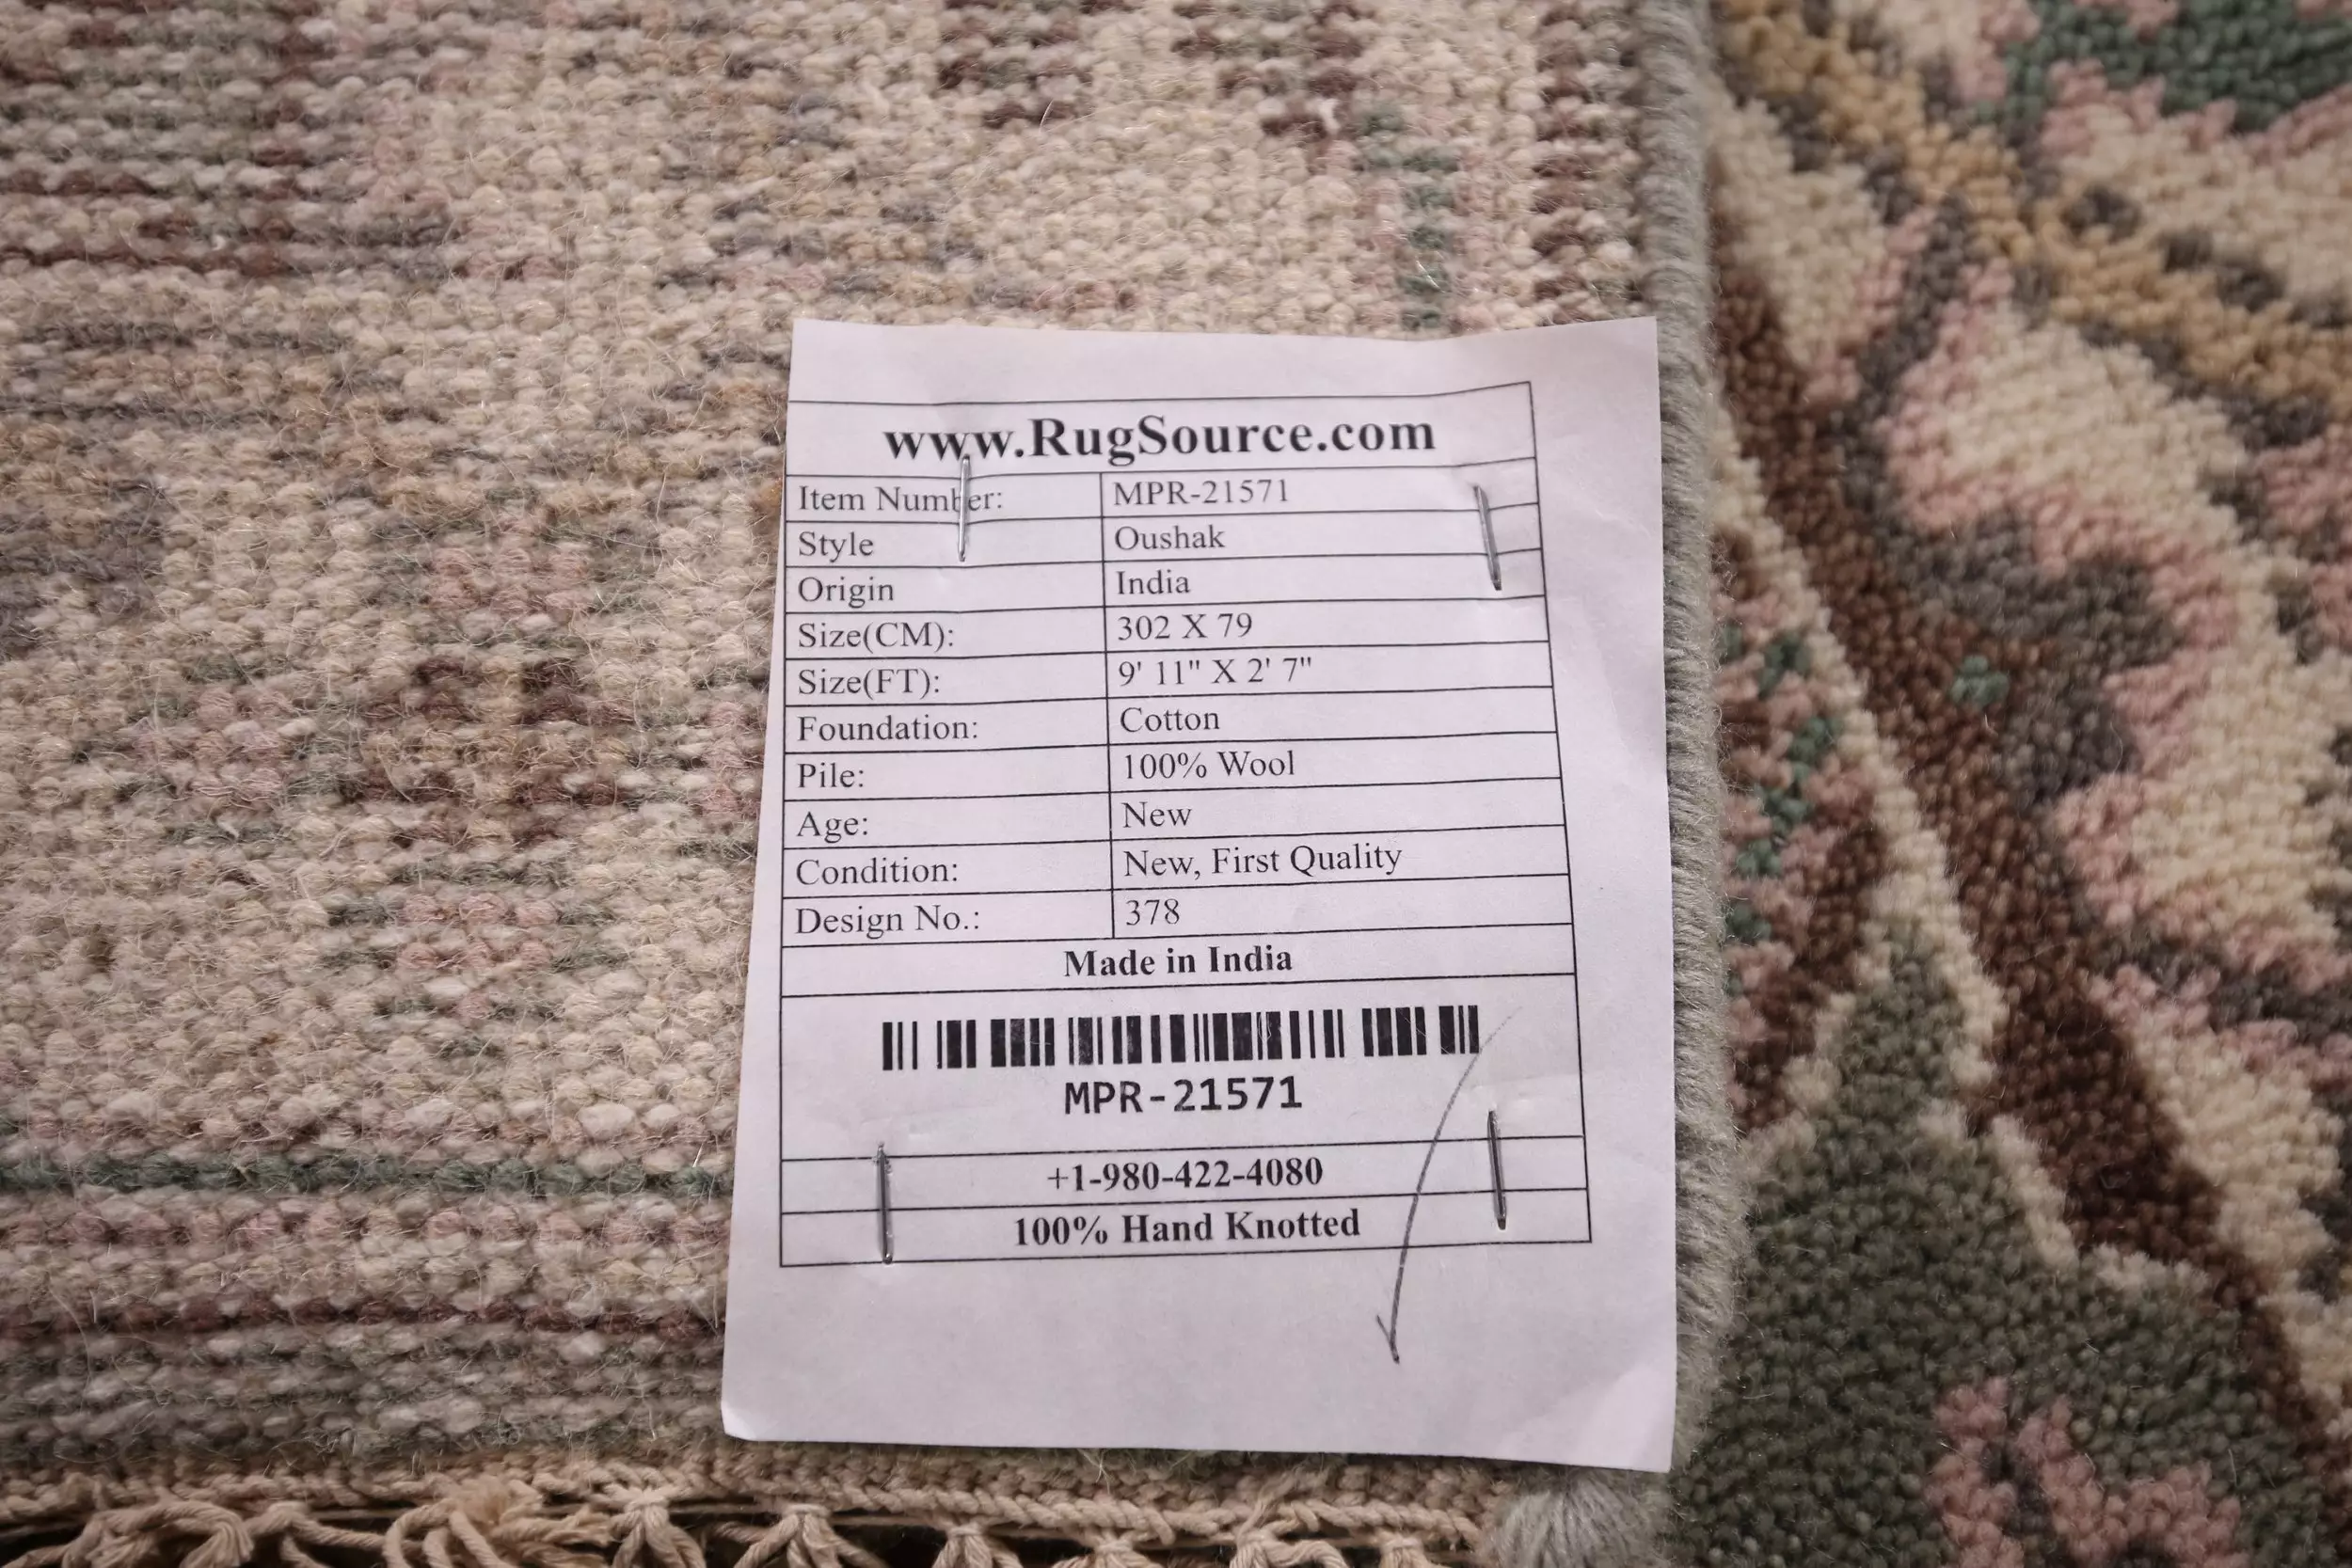 www.RugSource.com
Item Number: MPR-21571
Style Oushak
Origin India
Size(CM): 302 X 79
Size(FT): 9' 11" X 2' 7"
Foundation: Cotton
Pile: 100% Wool
Age: New
Condition: New, First Quality
Design No.: 378
Made in India
MPR-21571
+1-980-422-4080
100% Hand Knotted